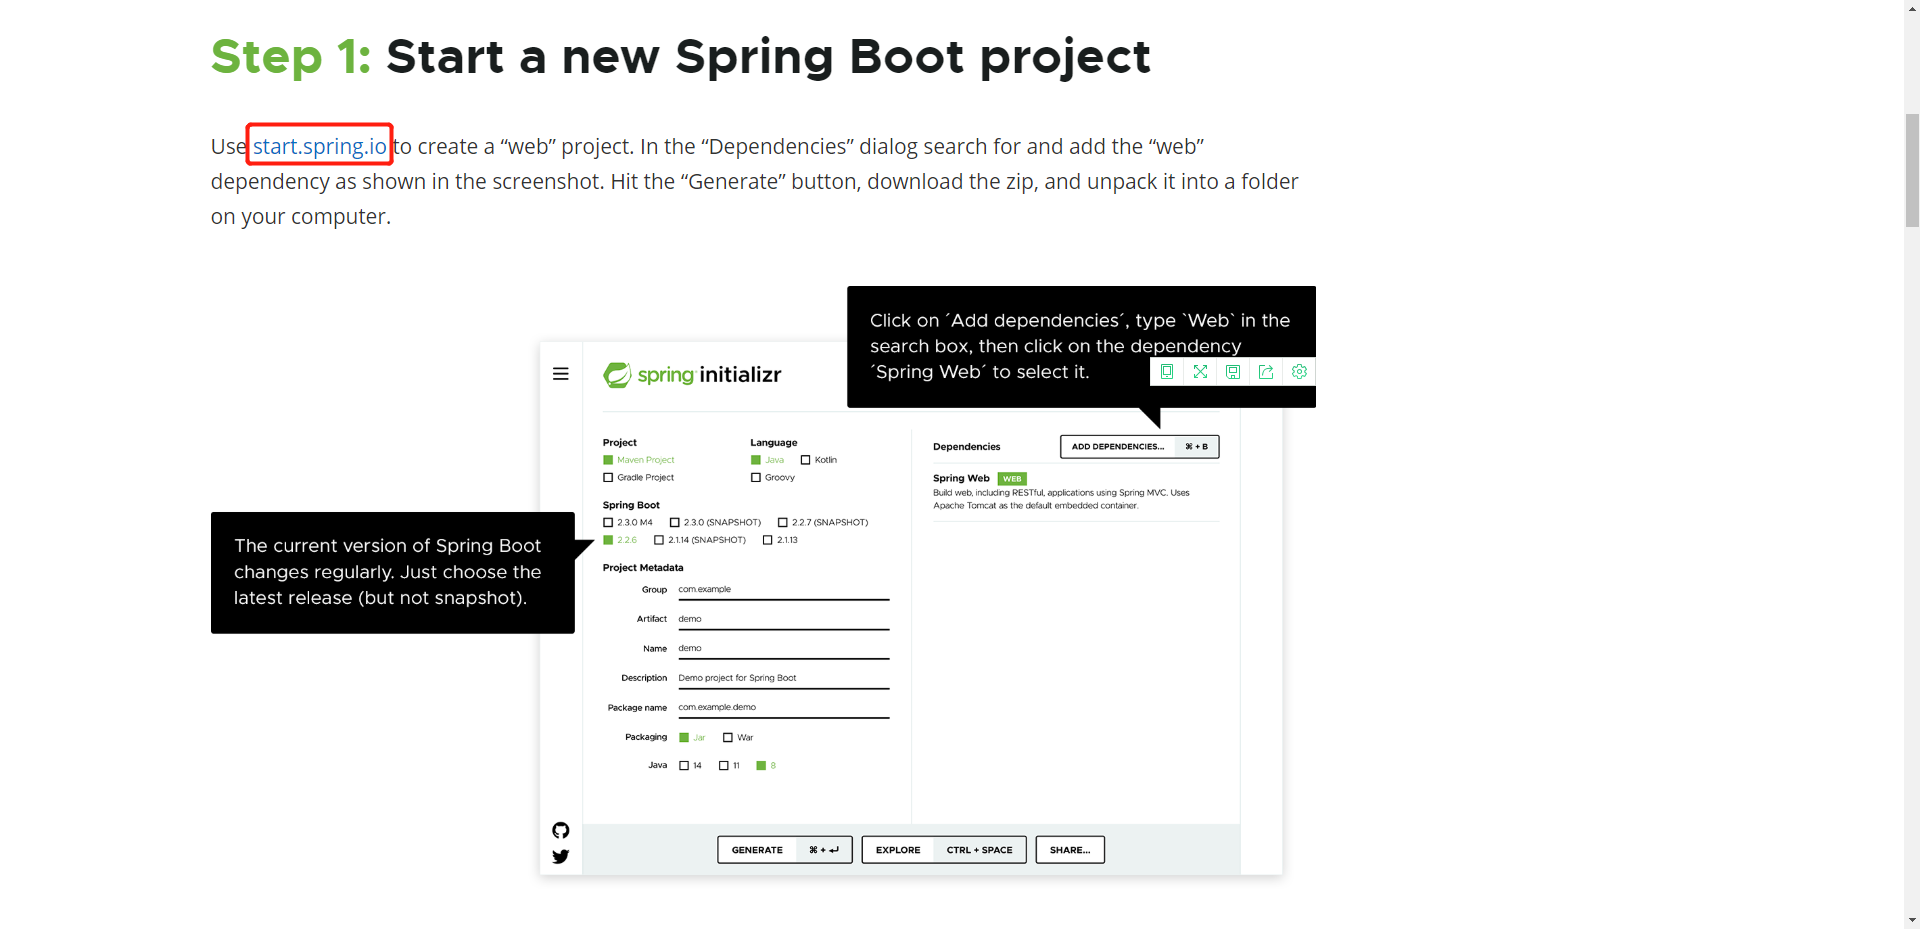 Step 1: Start a new Spring Boot project
Use start.spring.io to create a “web” project. In the “Dependencies” dialog search for and add the “web”
dependency as shown in the screenshot. Hit the “Generate” button, download the zip, and unpack it into a folder
on your computer.
Click on ´Add dependencies´, type `Web` in the
search box, then click on the dependency
´Spring Web´ to select it.
spring initializr
Project
Maven Project
Gradle Project
Language
Java Kotlin
Groovy
Spring Boot
2.3.0 M4 2.3.0 (SNAPSHOT) 2.2.7 (SNAPSHOT)
2.2.6 2.1.14 (SNAPSHOT) 2.1.13
The current version of Spring Boot
changes regularly. Just choose the
latest release (but not snapshot).
Project Metadata
Group com.example
Artifact demo
Name demo
Description Demo project for Spring Boot
Package name com.example.demo
Packaging Jar War
Java 14 11 8
Dependencies ADD DEPENDENCIES... ⌘ + B
Spring Web WEB
Build web, including RESTful, applications using Spring MVC. Uses
Apache Tomcat as the default embedded container.
GENERATE ⌘ + ↵ EXPLORE CTRL + SPACE SHARE...